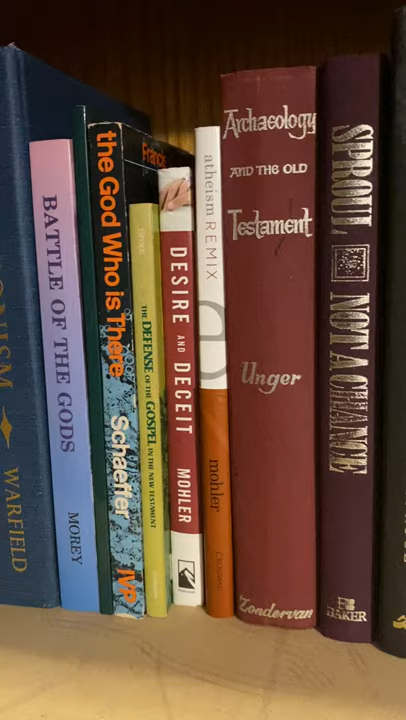 WARFIELD
BATTLE OF THE GODS
MOREY
the God Who is There
Schaeffer
IVP
Francis
THE DEFENSE OF THE GOSPEL IN THE NEW TESTAMENT
DESIRE AND DECEIT
MOHLER
atheism REMIX
mohler
CROSSWAY
Archaeology
AND THE OLD
Testament
Unger
Zondervan
SPROUL
NOT A CHANCE
BAKER